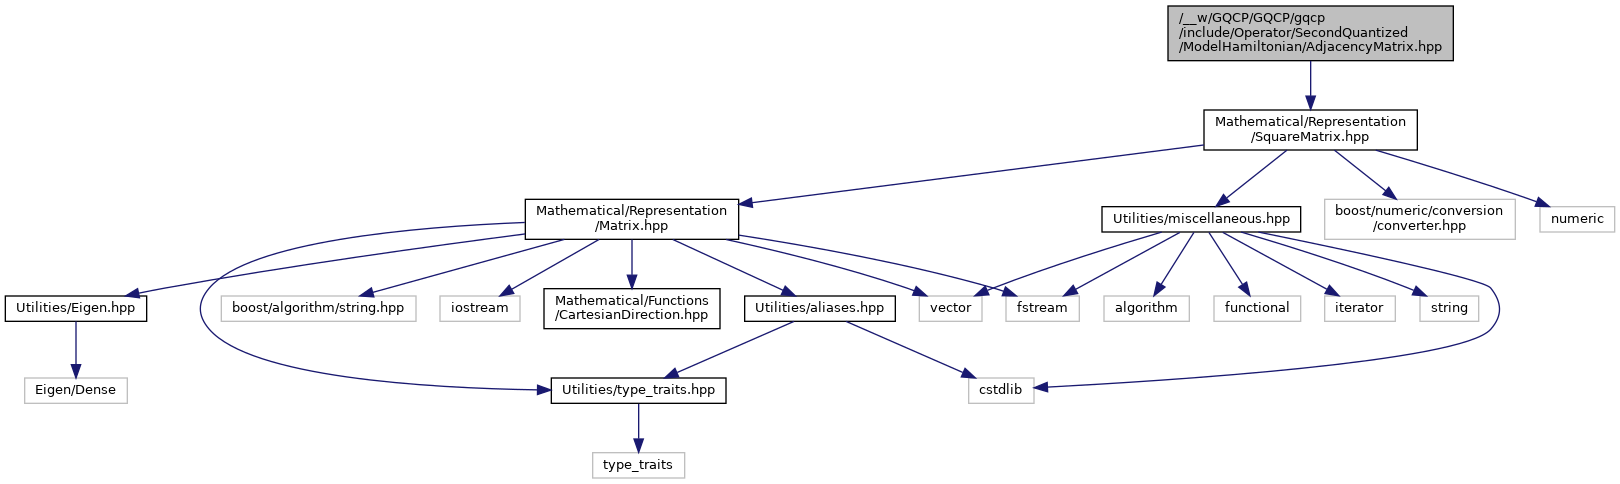 /__w/GQCP/GQCP/gqcp
/include/Operator/SecondQuantized
/ModelHamiltonian/AdjacencyMatrix.hpp
Mathematical/Representation
/SquareMatrix.hpp
Mathematical/Representation
/Matrix.hpp
Utilities/miscellaneous.hpp
boost/numeric/conversion
/converter.hpp
numeric
Utilities/Eigen.hpp
boost/algorithm/string.hpp
iostream
Mathematical/Functions
/CartesianDirection.hpp
Utilities/aliases.hpp
vector
fstream
algorithm
functional
iterator
string
Eigen/Dense
Utilities/type_traits.hpp
cstdlib
type_traits